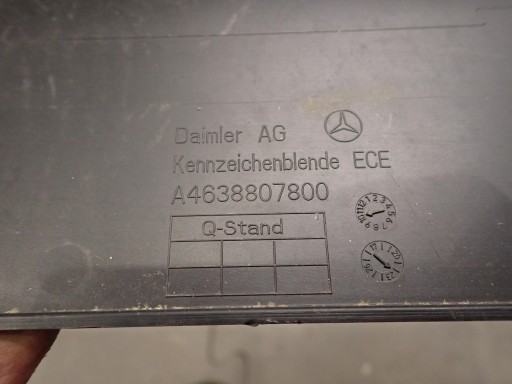 Daimler AG
Kennzeichenblende ECE
A4638807800
Q-Stand